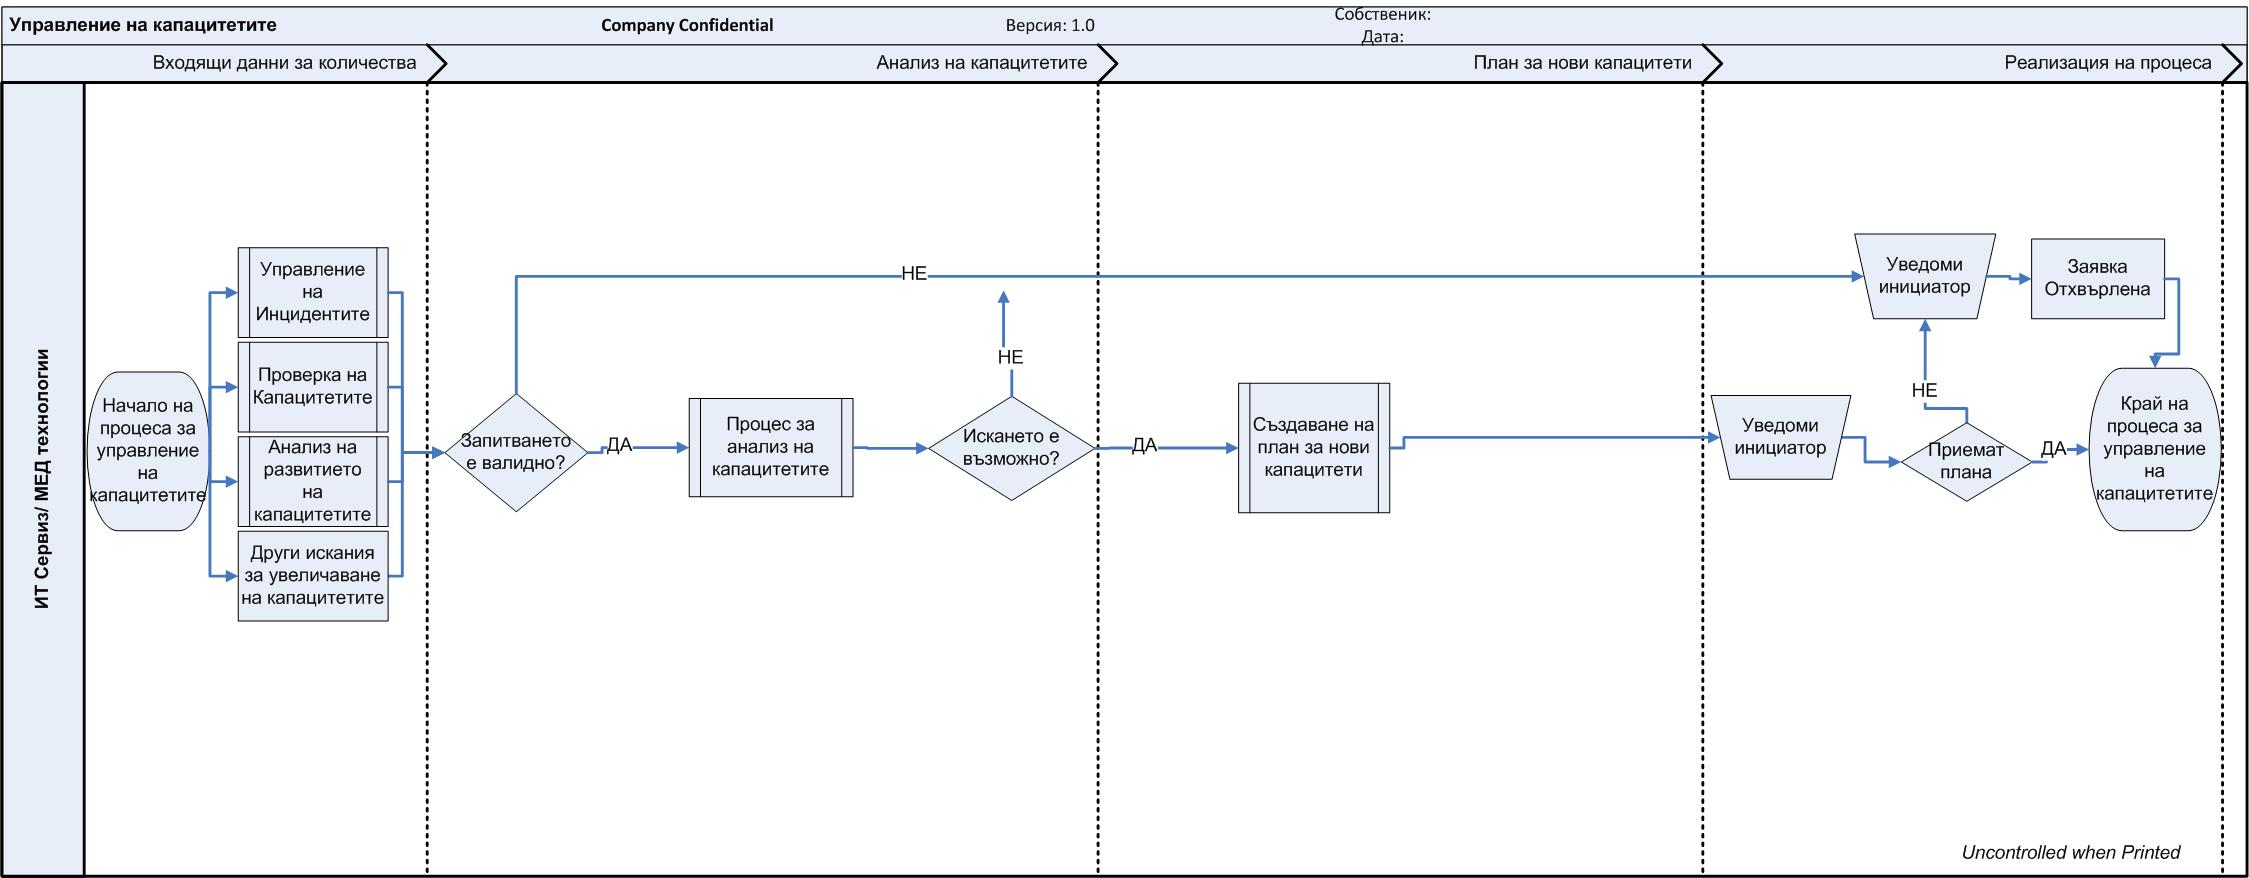 Управление на капацитетите
Company Confidential
Версия: 1.0
Собственик:
Дата:
Входящи данни за количества
Анализ на капацитетите
План за нови капацитети
Реализация на процеса
ИТ Сервиз/ МЕД технологии
Начало на
процеса за
управление
на
капацитетите
Управление
на
Инцидентите
Проверка на
Капацитетите
Анализ на
развитието
на
капацитетите
Други искания
за увеличаване
на капацитетите
Запитването
е валидно?
НЕ
ДА
Процес за
анализ на
капацитетите
Искането е
възможно?
НЕ
ДА
Създаване на
план за нови
капацитети
Уведоми
инициатор
Приемат
плана
НЕ
ДА
Уведоми
инициатор
Заявка
Отхвърлена
Край на
процеса за
управление
на
капацитетите
Uncontrolled when Printed